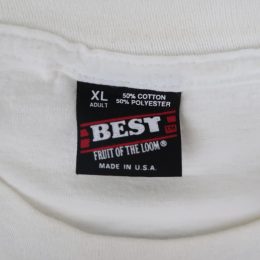 XL 50% COTTON
ADULT 50% POLYESTER
BEST
FRUIT OF THE LOOM®
MADE IN U.S.A.